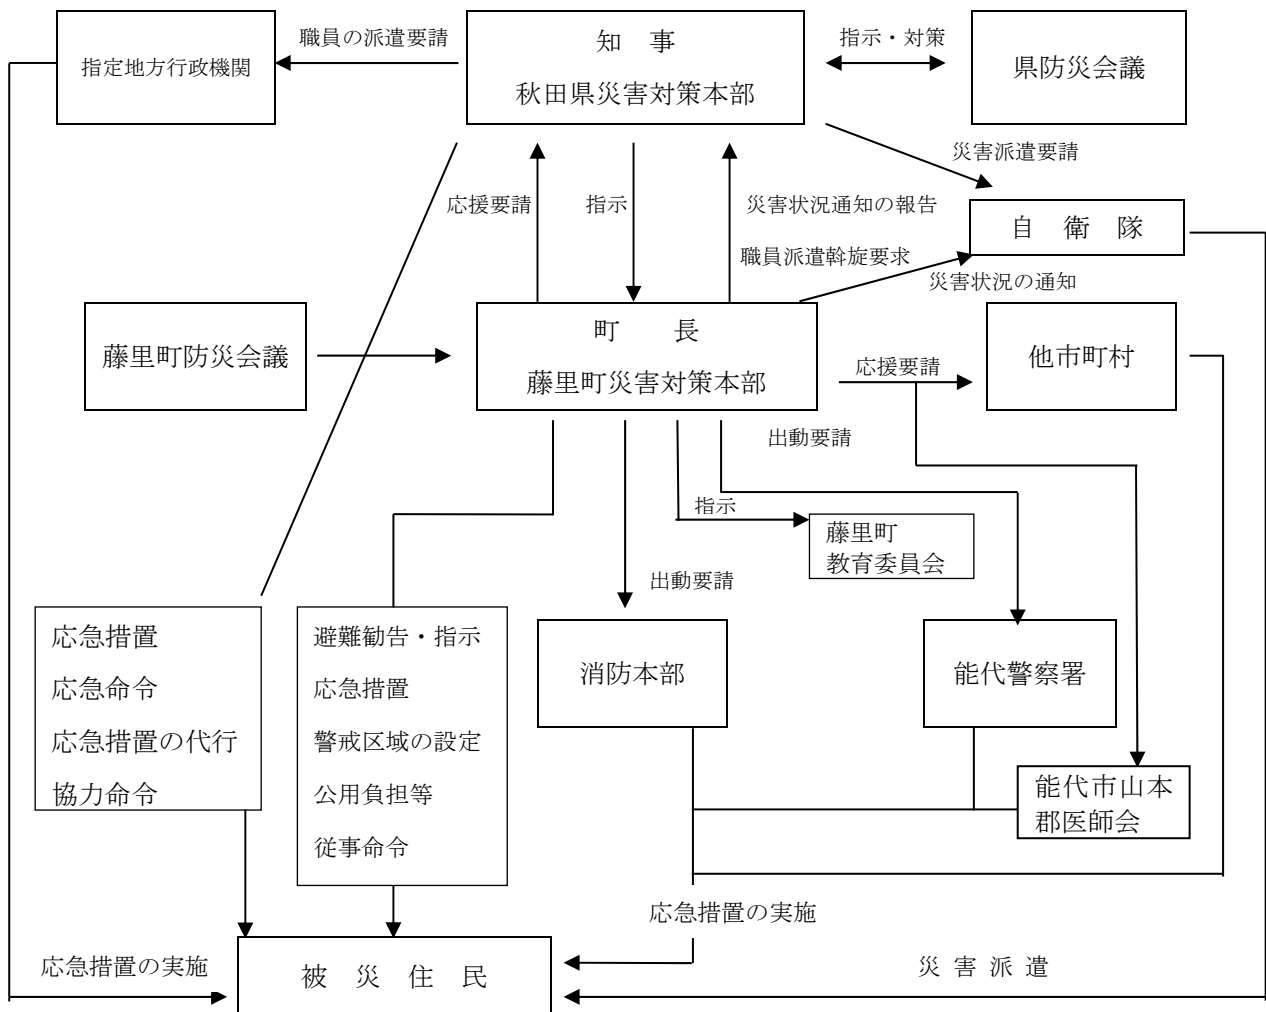 職員の派遣要請
知 事
指示・対策
指定地方行政機関
秋田県災害対策本部
県防災会議
災害派遣要請
応援要請
指示
災害状況通知の報告
自 衛 隊
職員派遣斡旋要求
災害状況の通知
藤里町防災会議
町 長
藤里町災害対策本部
応援要請
他市町村
出動要請
指示
藤里町
教育委員会
出動要請
応急措置
応急命令
応急措置の代行
協力命令
避難勧告・指示
応急措置
警戒区域の設定
公用負担等
従事命令
消防本部
能代警察署
能代市山本
郡医師会
応急措置の実施
応急措置の実施
被 災 住 民
災 害 派 遣